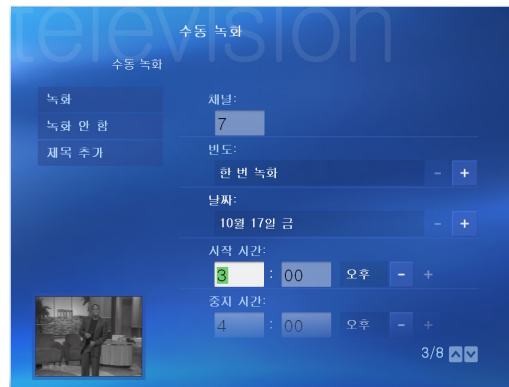 television
수동 녹화
수동 녹화
녹화
녹화 안 함
제목 추가
채널:
7
빈도:
한 번 녹화 - +
날짜:
10월 17일 금 - +
시작 시간:
3 : 00 오후 - +
중지 시간:
4 : 00 오후 - +
3/8